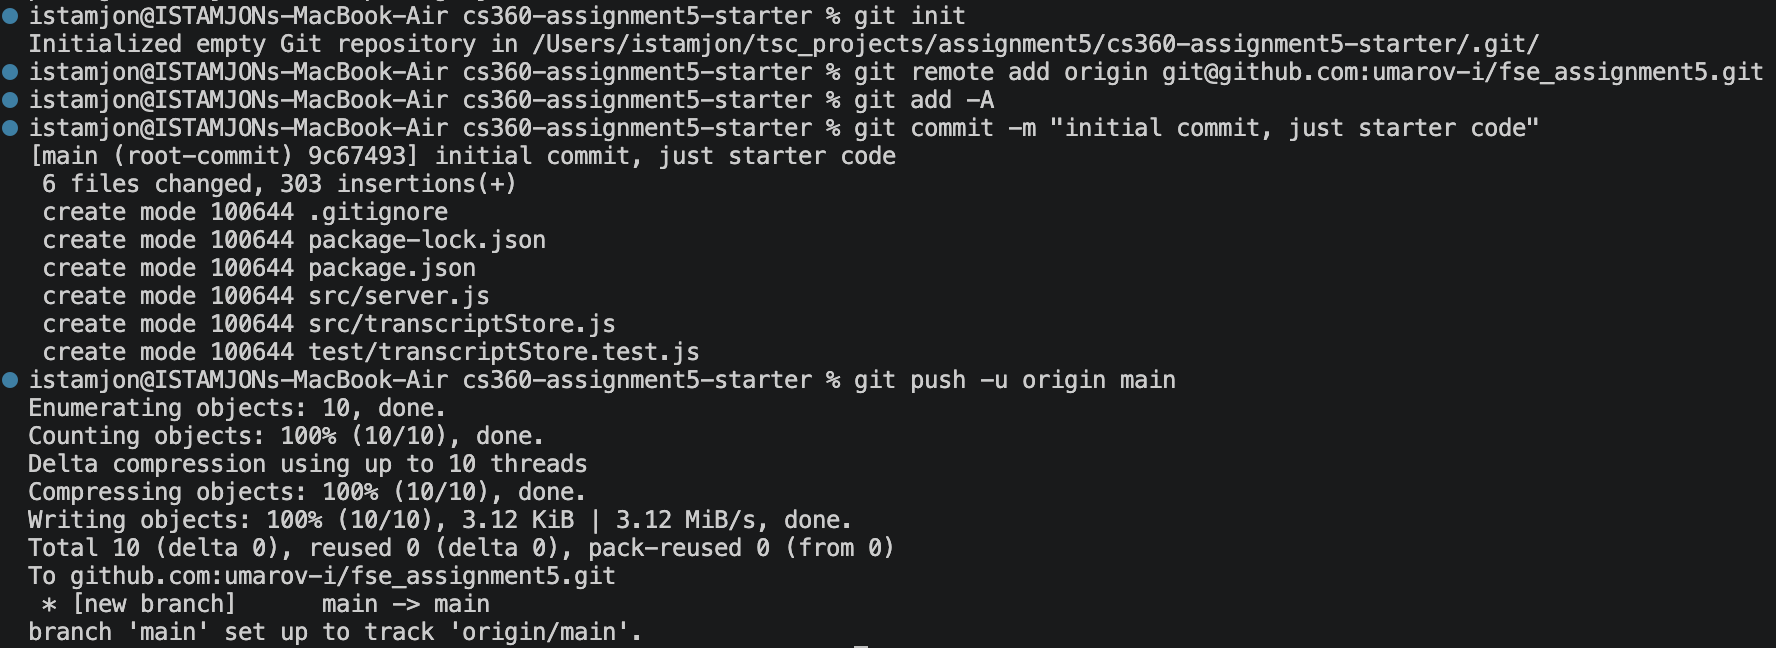 istamjon@ISTAMJONs-MacBook-Air cs360-assignment5-starter % git init
Initialized empty Git repository in /Users/istamjon/tsc_projects/assignment5/cs360-assignment5-starter/.git/
istamjon@ISTAMJONs-MacBook-Air cs360-assignment5-starter % git remote add origin git@github.com:umarov-i/fse_assignment5.git
istamjon@ISTAMJONs-MacBook-Air cs360-assignment5-starter % git add -A
istamjon@ISTAMJONs-MacBook-Air cs360-assignment5-starter % git commit -m "initial commit, just starter code"
[main (root-commit) 9c67493] initial commit, just starter code
 6 files changed, 303 insertions(+)
 create mode 100644 .gitignore
 create mode 100644 package-lock.json
 create mode 100644 package.json
 create mode 100644 src/server.js
 create mode 100644 src/transcriptStore.js
 create mode 100644 test/transcriptStore.test.js
istamjon@ISTAMJONs-MacBook-Air cs360-assignment5-starter % git push -u origin main
Enumerating objects: 10, done.
Counting objects: 100% (10/10), done.
Delta compression using up to 10 threads
Compressing objects: 100% (10/10), done.
Writing objects: 100% (10/10), 3.12 KiB | 3.12 MiB/s, done.
Total 10 (delta 0), reused 0 (delta 0), pack-reused 0 (from 0)
To github.com:umarov-i/fse_assignment5.git
 * [new branch]      main -> main
branch 'main' set up to track 'origin/main'.